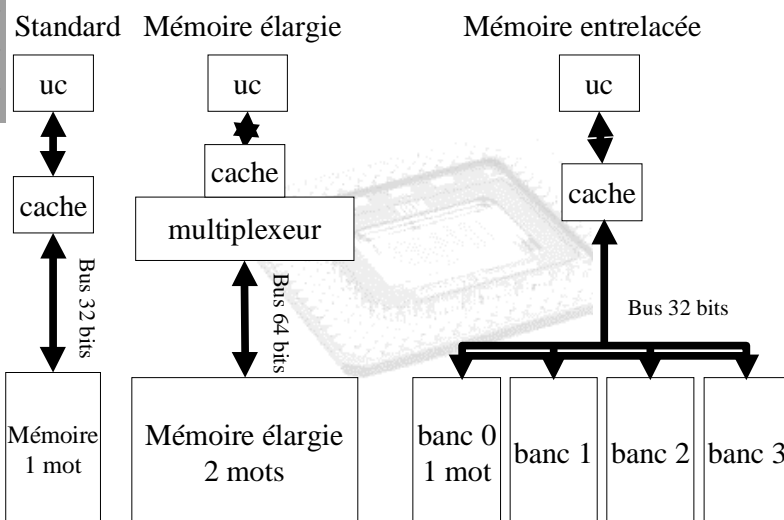 Standard
Mémoire élargie
Mémoire entrelacée
uc
uc
uc
cache
cache
cache
multiplexeur
Bus 32 bits
Bus 64 bits
Bus 32 bits
Mémoire
1 mot
Mémoire élargie
2 mots
banc 0
1 mot
banc 1
banc 2
banc 3